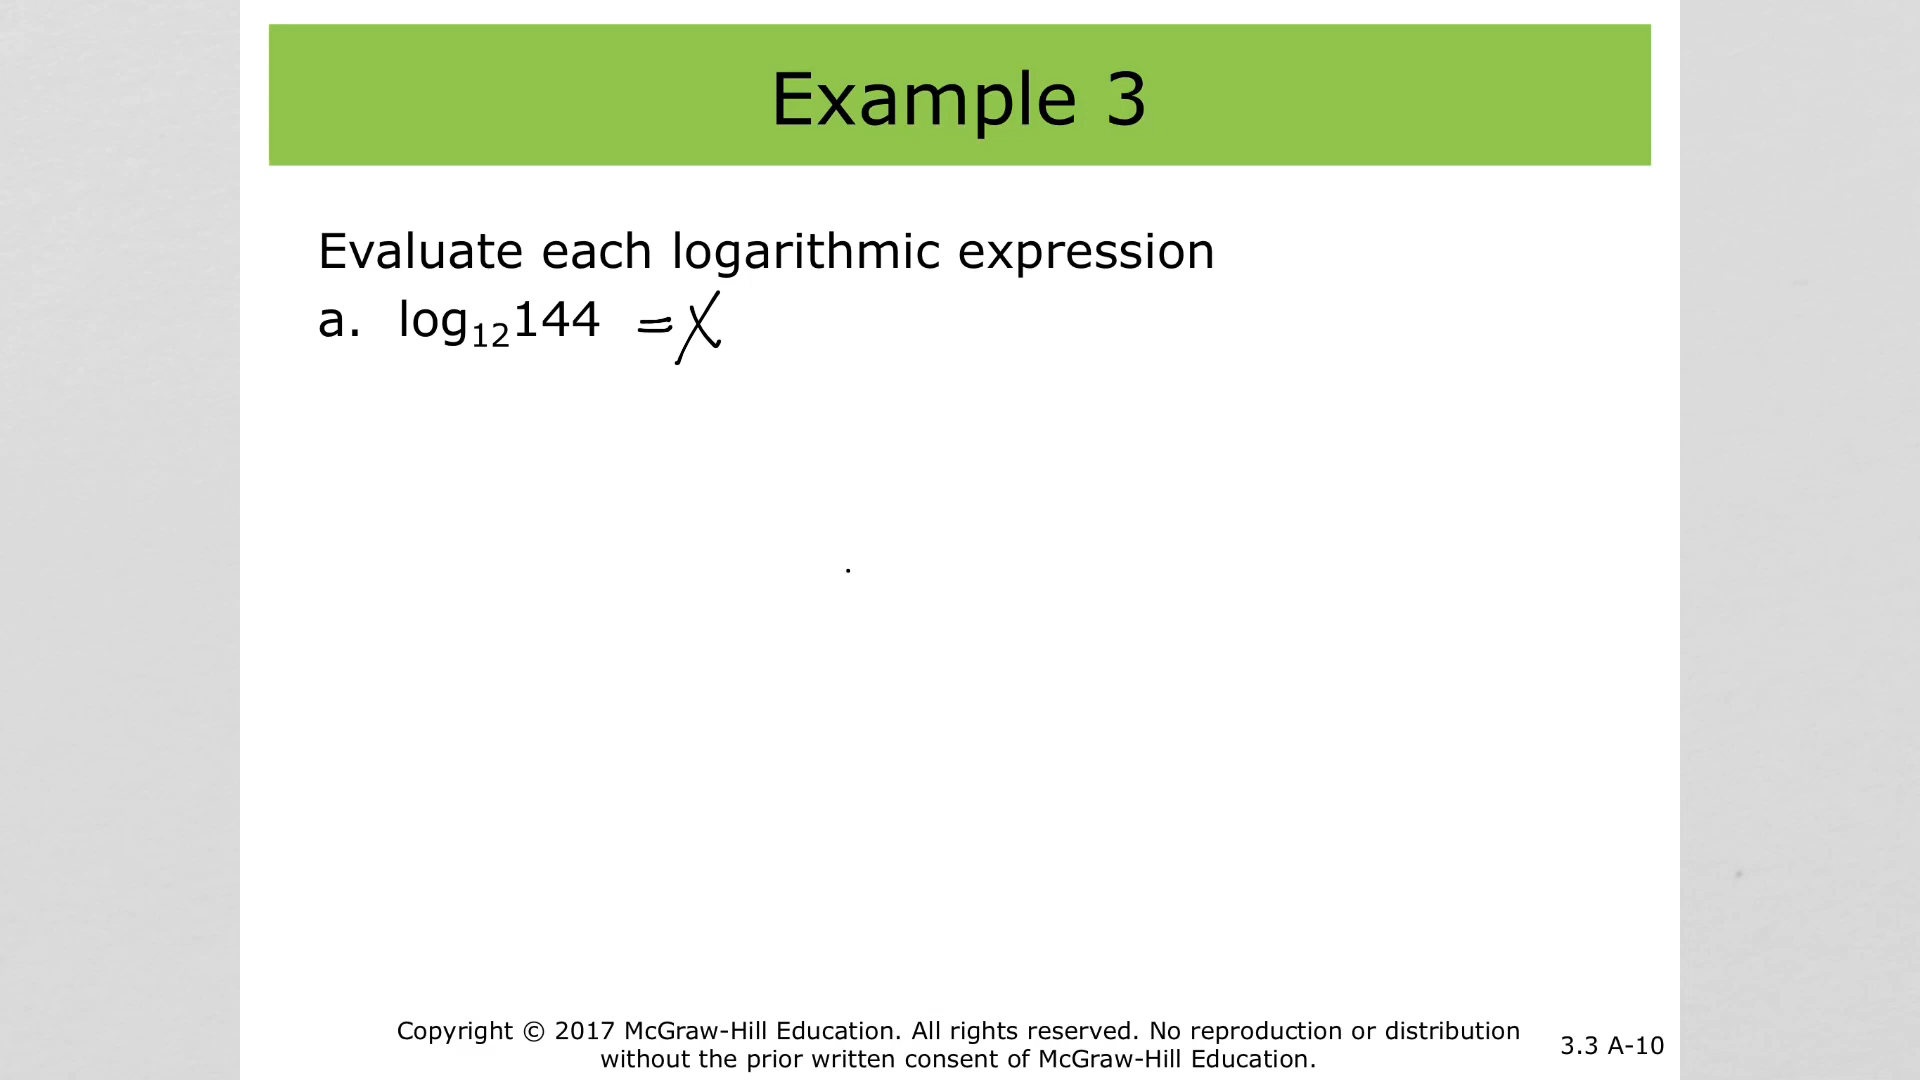 Example 3
Evaluate each logarithmic expression
a. log₁₂144 = x
Copyright © 2017 McGraw-Hill Education. All rights reserved. No reproduction or distribution
without the prior written consent of McGraw-Hill Education.
3.3 A-10